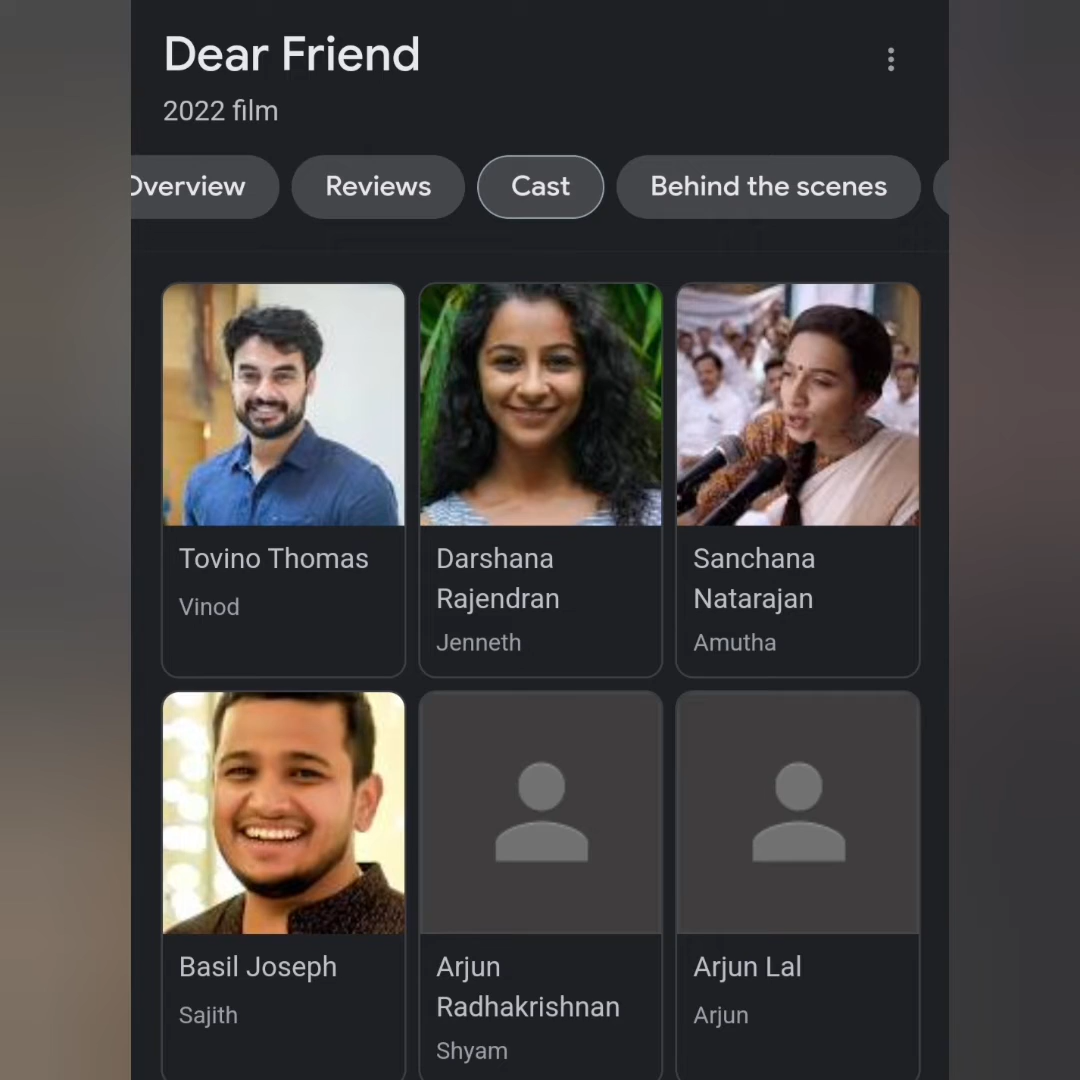 Dear Friend
2022 film
Overview Reviews Cast Behind the scenes
Tovino Thomas
Vinod
Darshana
Rajendran
Jenneth
Sanchana
Natarajan
Amutha
Basil Joseph
Sajith
Arjun
Radhakrishnan
Shyam
Arjun Lal
Arjun